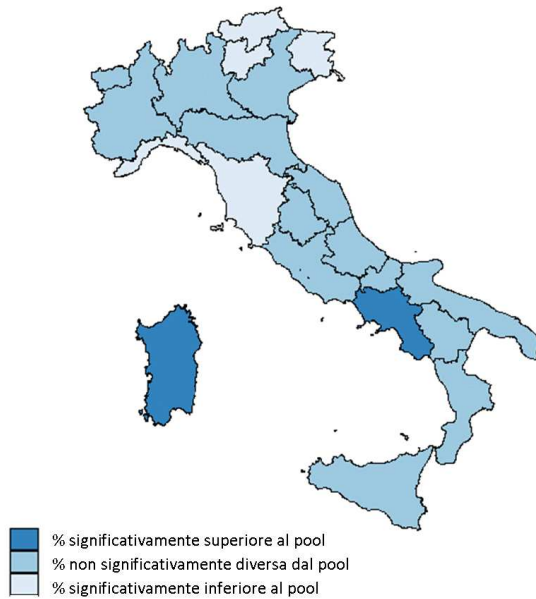 % significativamente superiore al pool
% non significativamente diversa dal pool
% significativamente inferiore al pool